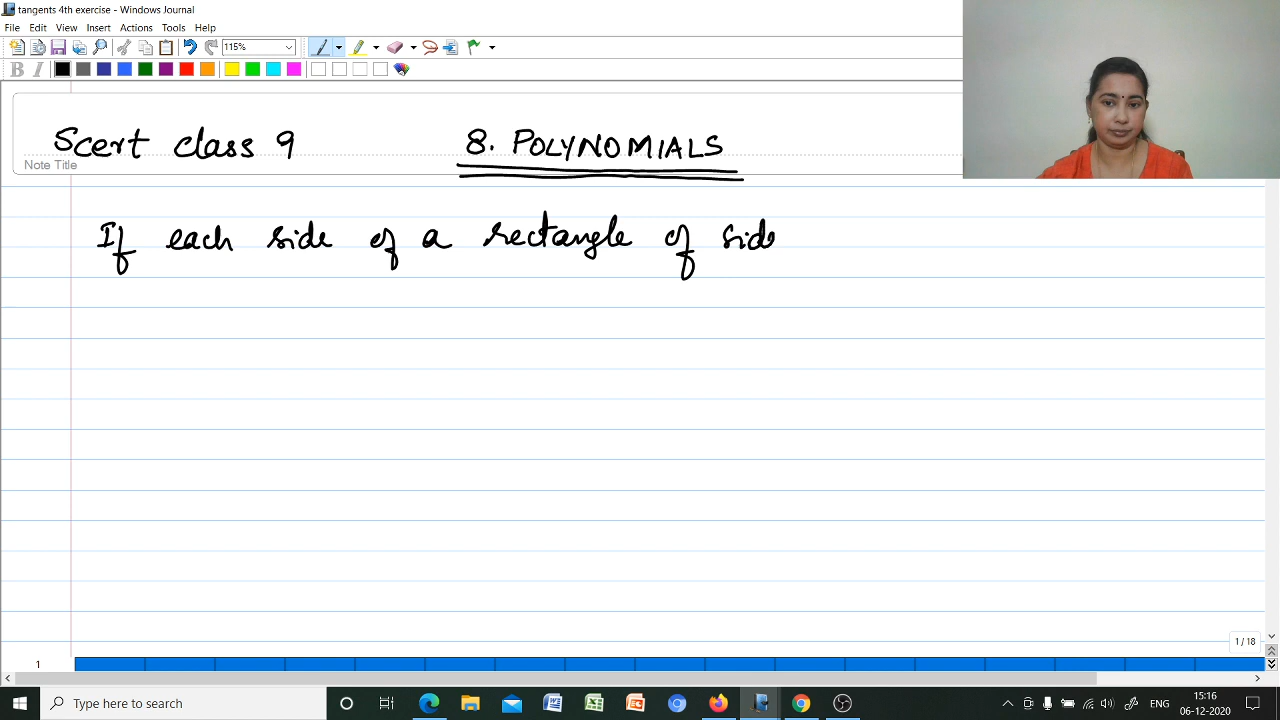 tangents 4th exercise - Windows Journal
File Edit View Insert Actions Tools Help
115%
B I
Scert class 9 8. POLYNOMIALS
Note Title
If each side of a rectangle of side
1 / 18
1
Type here to search
ENG
15:16
06-12-2020